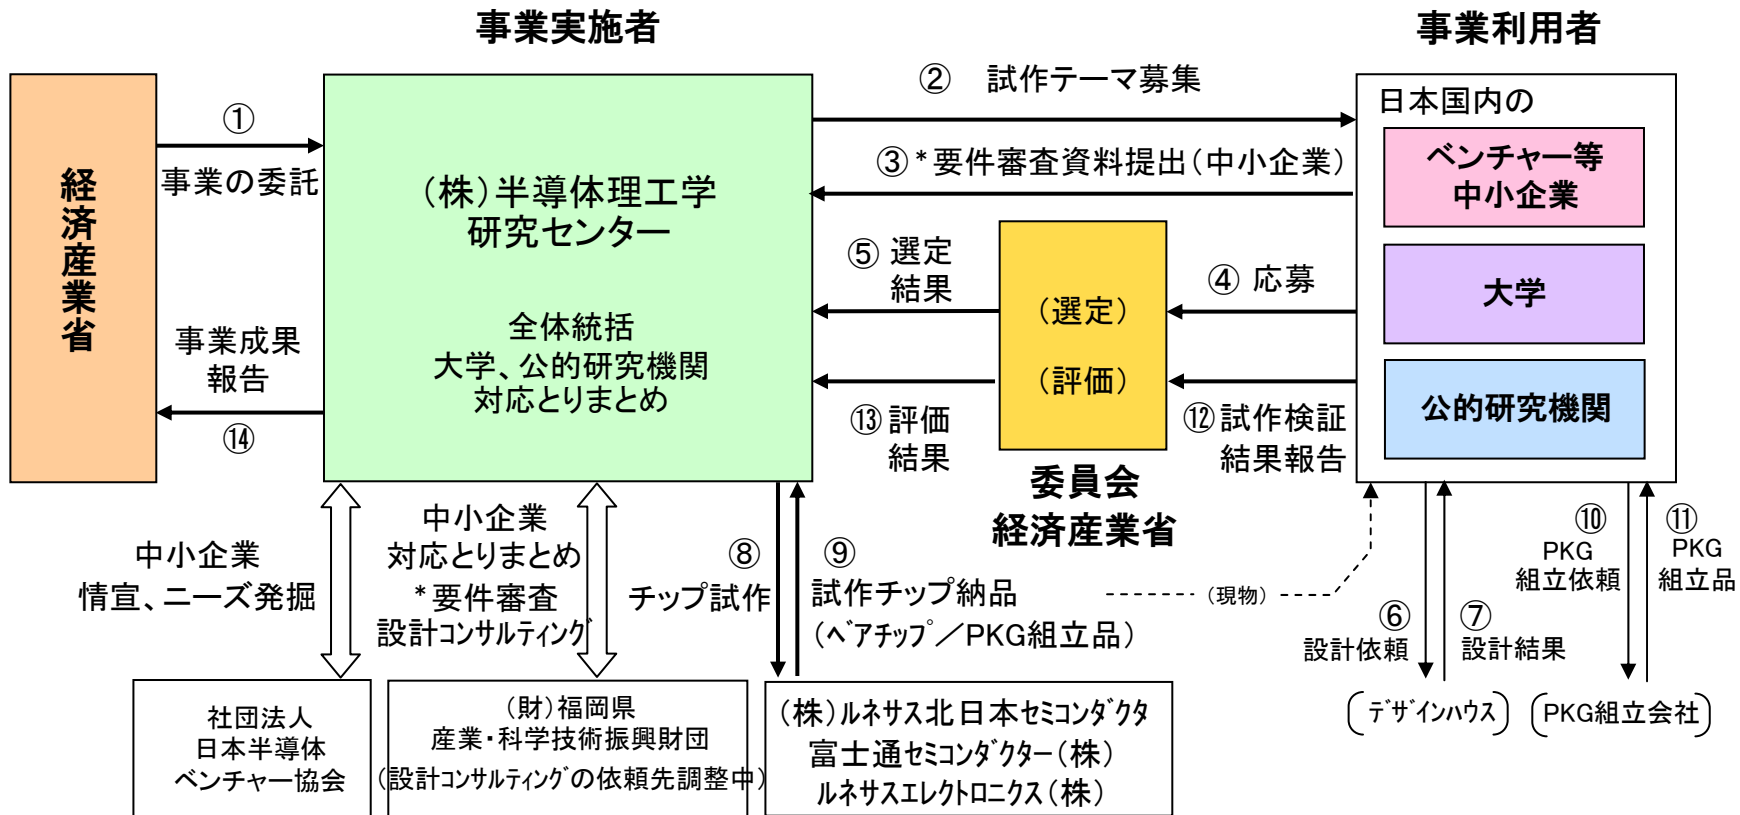 事業実施者
事業利用者
経済産業省
①
事業の委託
事業成果
報告
⑭
(株)半導体理工学
研究センター
全体統括
大学、公的研究機関
対応とりまとめ
② 試作テーマ募集
③*要件審査資料提出(中小企業)
⑤ 選定
結果
(選定)
④ 応募
(評価)
⑬評価
結果
⑫試作検証
結果報告
委員会
経済産業省
日本国内の
ベンチャー等
中小企業
大学
公的研究機関
中小企業
情宣、ニーズ発掘
中小企業
対応とりまとめ
*要件審査
設計コンサルティング
⑧
チップ試作
⑨
試作チップ納品
(ベアチップ/PKG組立品)
(現物)
⑥
設計依頼
⑦
設計結果
⑩
PKG
組立依頼
⑪
PKG
組立品
社団法人
日本半導体
ベンチャー協会
(財)福岡県
産業・科学技術振興財団
(設計コンサルティングの依頼先調整中)
(株)ルネサス北日本セミコンダクタ
富士通セミコンダクター(株)
ルネサスエレクトロニクス(株)
(デザインハウス)
(PKG組立会社)